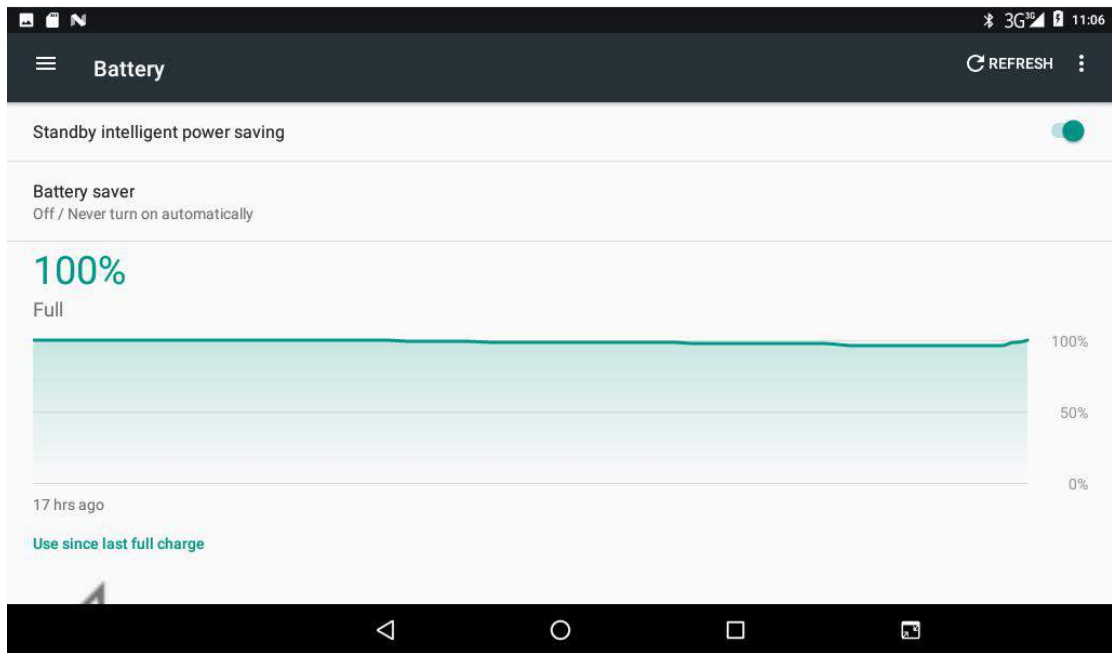 3G 3G 11:06
Battery REFRESH
Standby intelligent power saving
Battery saver
Off / Never turn on automatically
100%
Full
100%
50%
0%
17 hrs ago
Use since last full charge